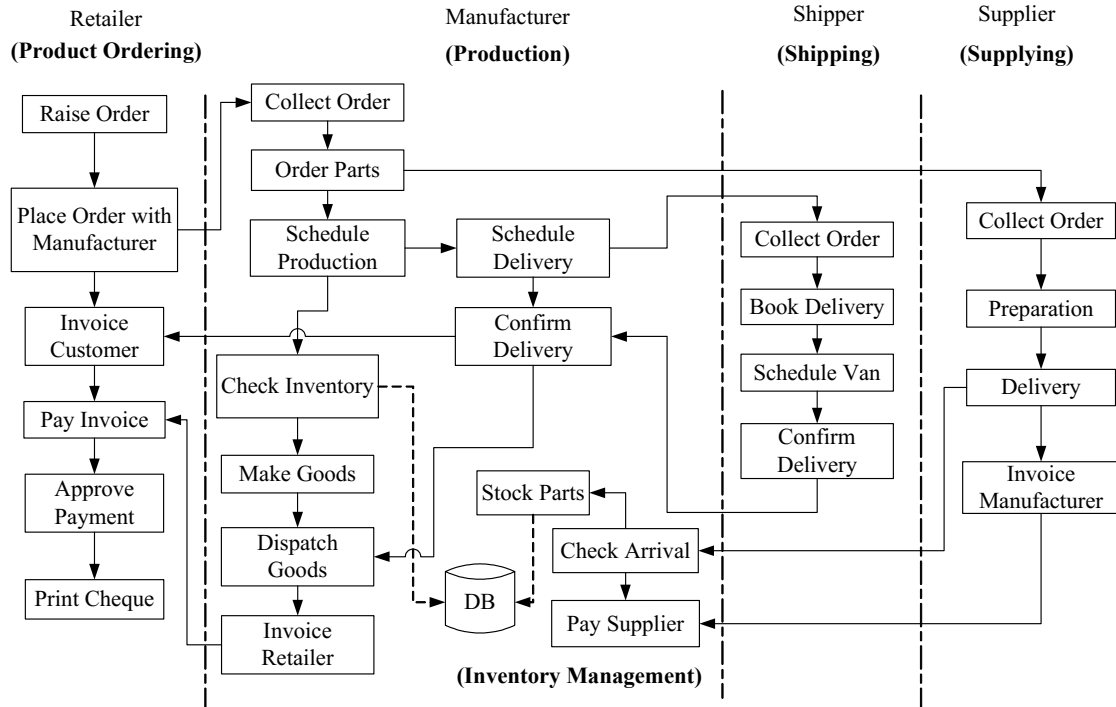 Retailer
(Product Ordering)
Manufacturer
(Production)
Shipper
(Shipping)
Supplier
(Supplying)
Raise Order
Place Order with
Manufacturer
Invoice
Customer
Pay Invoice
Approve
Payment
Print Cheque
Collect Order
Order Parts
Schedule
Production
Schedule
Delivery
Confirm
Delivery
Check Inventory
Make Goods
Dispatch
Goods
Invoice
Retailer
Stock Parts
Check Arrival
DB
Pay Supplier
(Inventory Management)
Collect Order
Book Delivery
Schedule Van
Confirm
Delivery
Collect Order
Preparation
Delivery
Invoice
Manufacturer